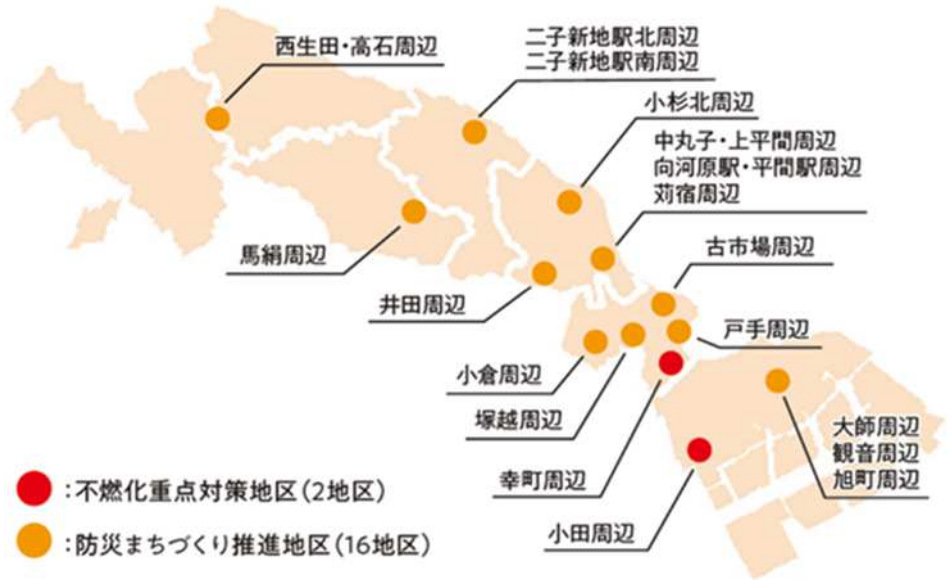 西生田・高石周辺
二子新地駅北周辺
二子新地駅南周辺
小杉北周辺
中丸子・上平間周辺
向河原駅・平間駅周辺
苅宿周辺
馬絹周辺
古市場周辺
井田周辺
戸手周辺
小倉周辺
塚越周辺
大師周辺
観音周辺
旭町周辺
幸町周辺
小田周辺
:不燃化重点対策地区(2地区)
:防災まちづくり推進地区(16地区)